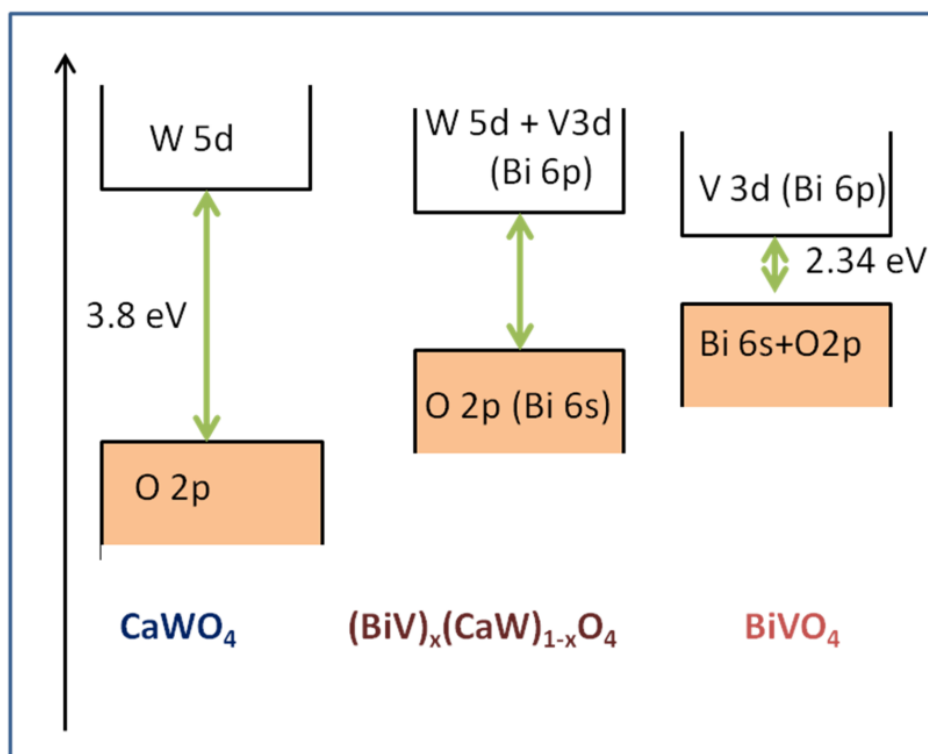 W 5d
3.8 eV
O 2p
CaWO₄
W 5d + V3d
(Bi 6p)
O 2p (Bi 6s)
(BiV)ₓ(CaW)₁₋ₓO₄
V 3d (Bi 6p)
2.34 eV
Bi 6s+O2p
BiVO₄